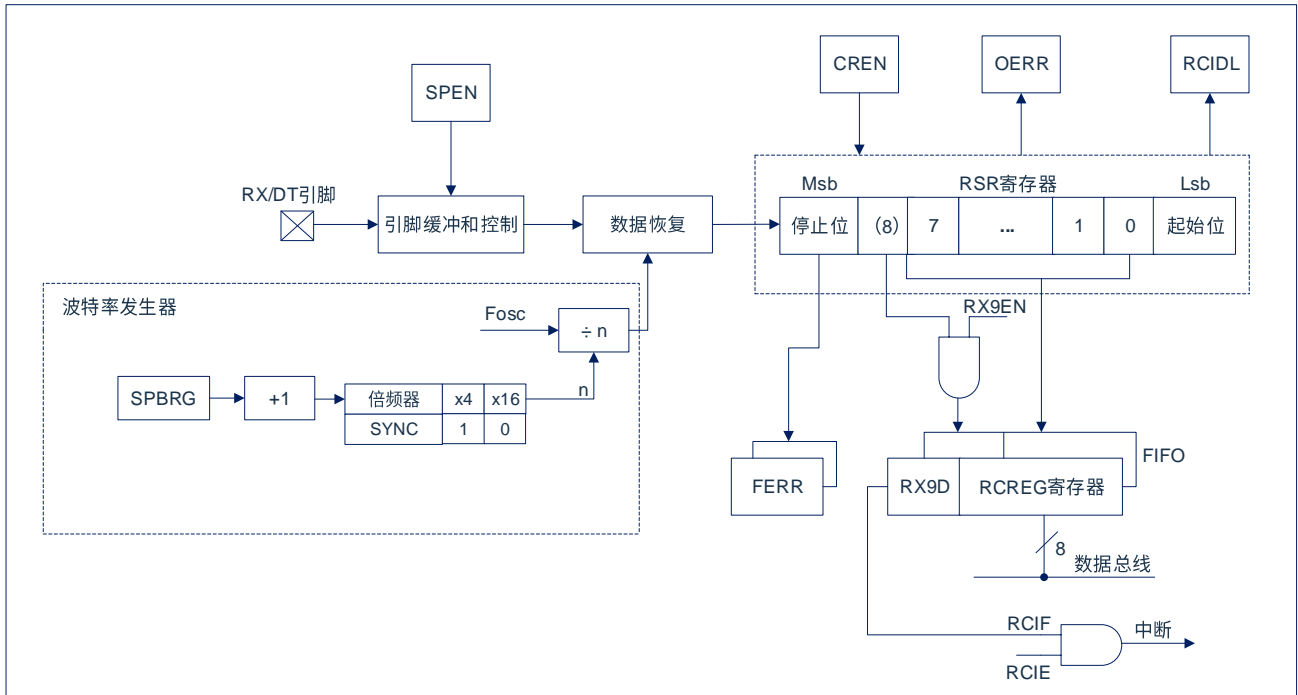 CREN
OERR
RCIDL
SPEN
Msb
RSR寄存器
Lsb
RX/DT引脚
引脚缓冲和控制
数据恢复
停止位
(8)
7
...
1
0
起始位
波特率发生器
Fosc
÷ n
RX9EN
SPBRG
+1
倍频器
x4
x16
n
SYNC
1
0
FERR
RX9D
RCREG寄存器
FIFO
8
数据总线
RCIF
中断
RCIE